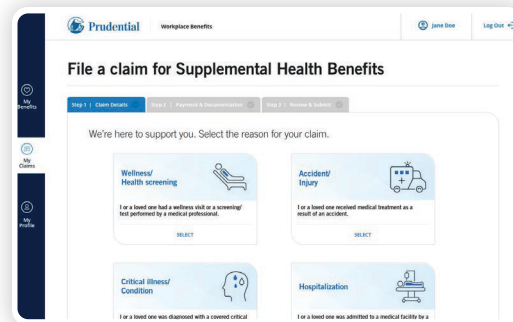 Prudential
Workplace Benefits
Jane Doe
Log Out
My
Benefits
My
Claims
My
Profile
File a claim for Supplemental Health Benefits
Step 1 | Claim Details
Step 2 | Payment & Documentation
Step 3 | Review & Submit
We're here to support you. Select the reason for your claim.
Wellness/
Health screening
I or a loved one had a wellness visit or a screening/
test performed by a medical professional.
SELECT
Accident/
Injury
I or a loved one received medical treatment as a
result of an accident.
SELECT
Critical illness/
Condition
I or a loved one was diagnosed with a covered critical
Hospitalization
I or a loved one was admitted to a medical facility by a